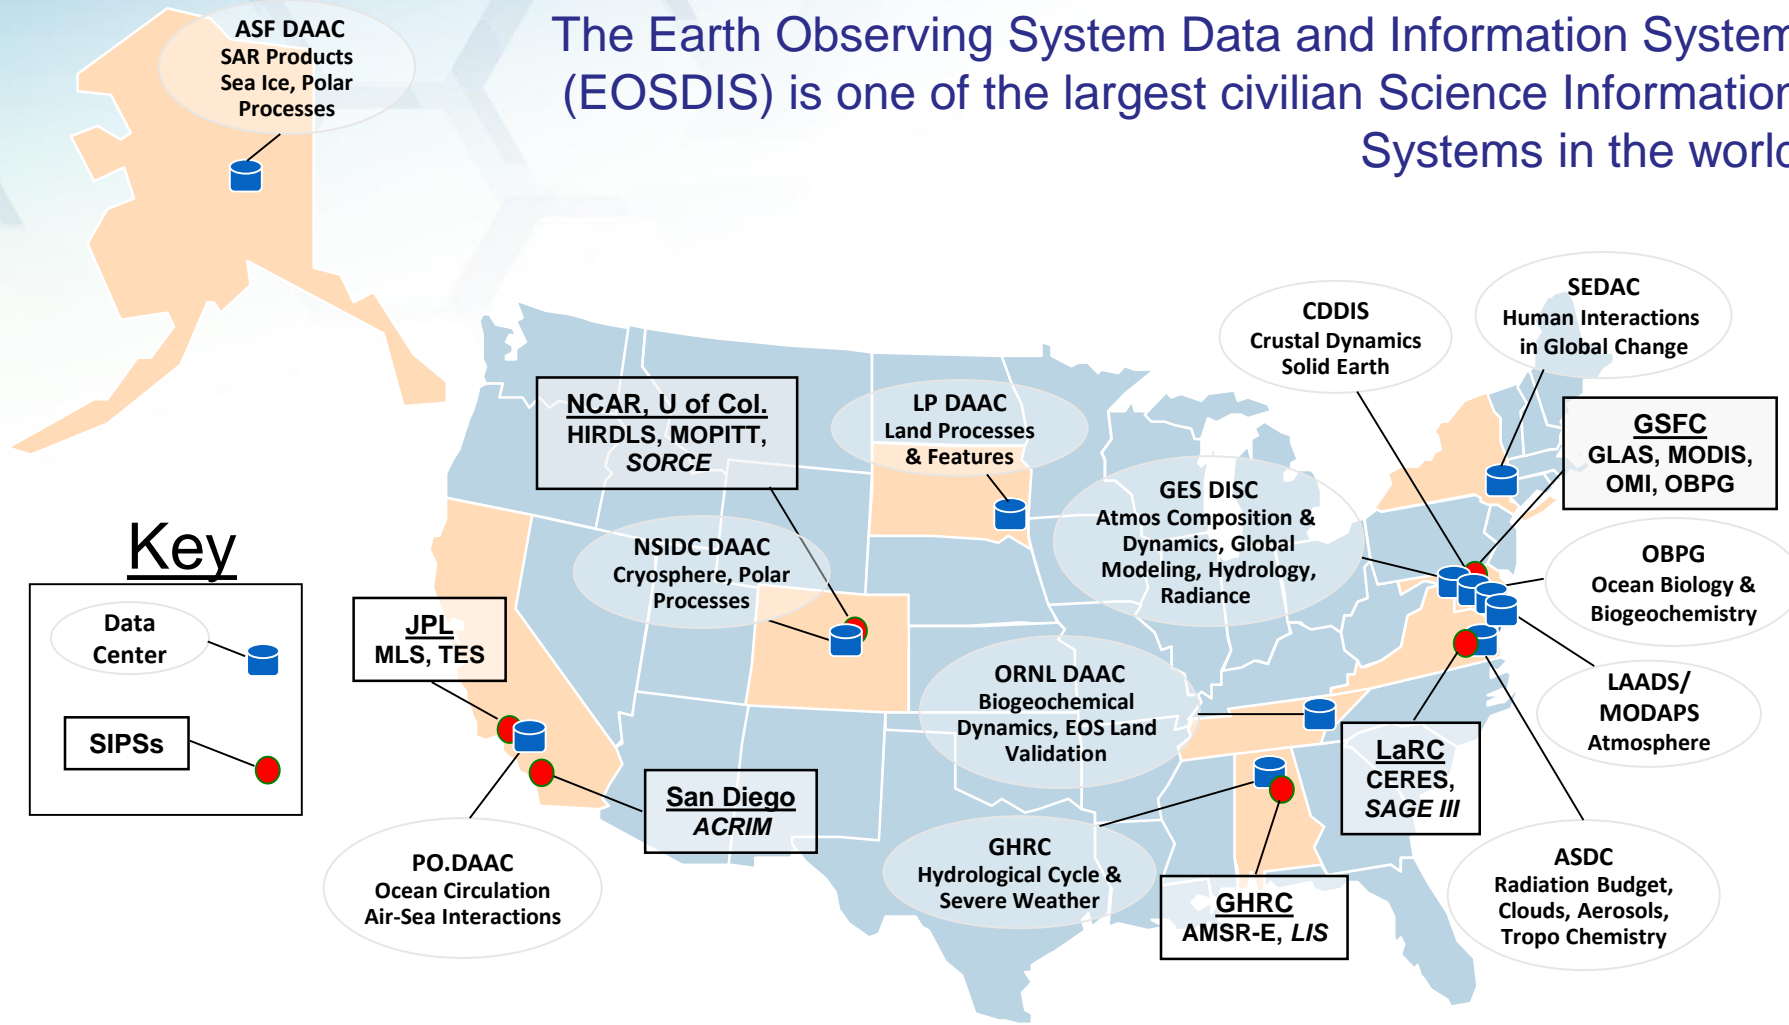 The Earth Observing System Data and Information System
(EOSDIS) is one of the largest civilian Science Information
Systems in the world
ASF DAAC
SAR Products
Sea Ice, Polar
Processes
CDDIS
Crustal Dynamics
Solid Earth
SEDAC
Human Interactions
in Global Change
NCAR, U of Col.
HIRDLS, MOPITT,
SORCE
LP DAAC
Land Processes
& Features
GSFC
GLAS, MODIS,
OMI, OBPG
GES DISC
Atmos Composition &
Dynamics, Global
Modeling, Hydrology,
Radiance
NSIDC DAAC
Cryosphere, Polar
Processes
OBPG
Ocean Biology &
Biogeochemistry
Key
Data
Center
SIPSs
JPL
MLS, TES
ORNL DAAC
Biogeochemical
Dynamics, EOS Land
Validation
LAADS/
MODAPS
Atmosphere
San Diego
ACRIM
LaRC
CERES,
SAGE III
PO.DAAC
Ocean Circulation
Air-Sea Interactions
GHRC
Hydrological Cycle &
Severe Weather
GHRC
AMSR-E, LIS
ASDC
Radiation Budget,
Clouds, Aerosols,
Tropo Chemistry